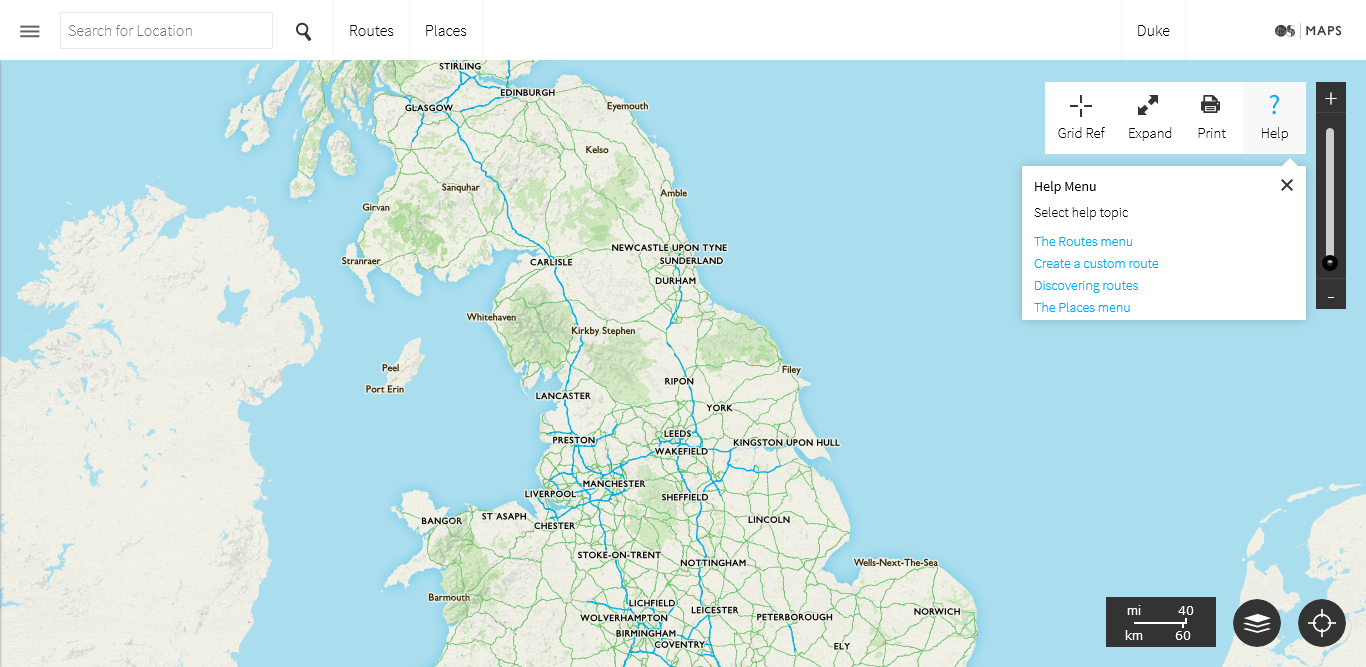 Search for Location
Routes
Places
Duke
OS MAPS
Grid Ref
Expand
Print
?
Help
+
-
Help Menu
Select help topic
The Routes menu
Create a custom route
Discovering routes
The Places menu
STIRLING
EDINBURGH
GLASGOW
Eyemouth
Kelso
Sanquhar
Amble
Girvan
NEWCASTLE UPON TYNE
Stranraer
CARLISLE
SUNDERLAND
DURHAM
Whitehaven
Kirkby Stephen
Peel
Filey
Port Erin
RIPON
LANCASTER
YORK
PRESTON
LEEDS
KINGSTON UPON HULL
WAKEFIELD
MANCHESTER
LIVERPOOL
SHEFFIELD
BANGOR
ST ASAPH
CHESTER
LINCOLN
STOKE-ON-TRENT
NOTTINGHAM
Wells-Next-The-Sea
Barmouth
LICHFIELD
LEICESTER
NORWICH
WOLVERHAMPTON
PETERBOROUGH
BIRMINGHAM
COVENTRY
ELY
mi 40
km 60